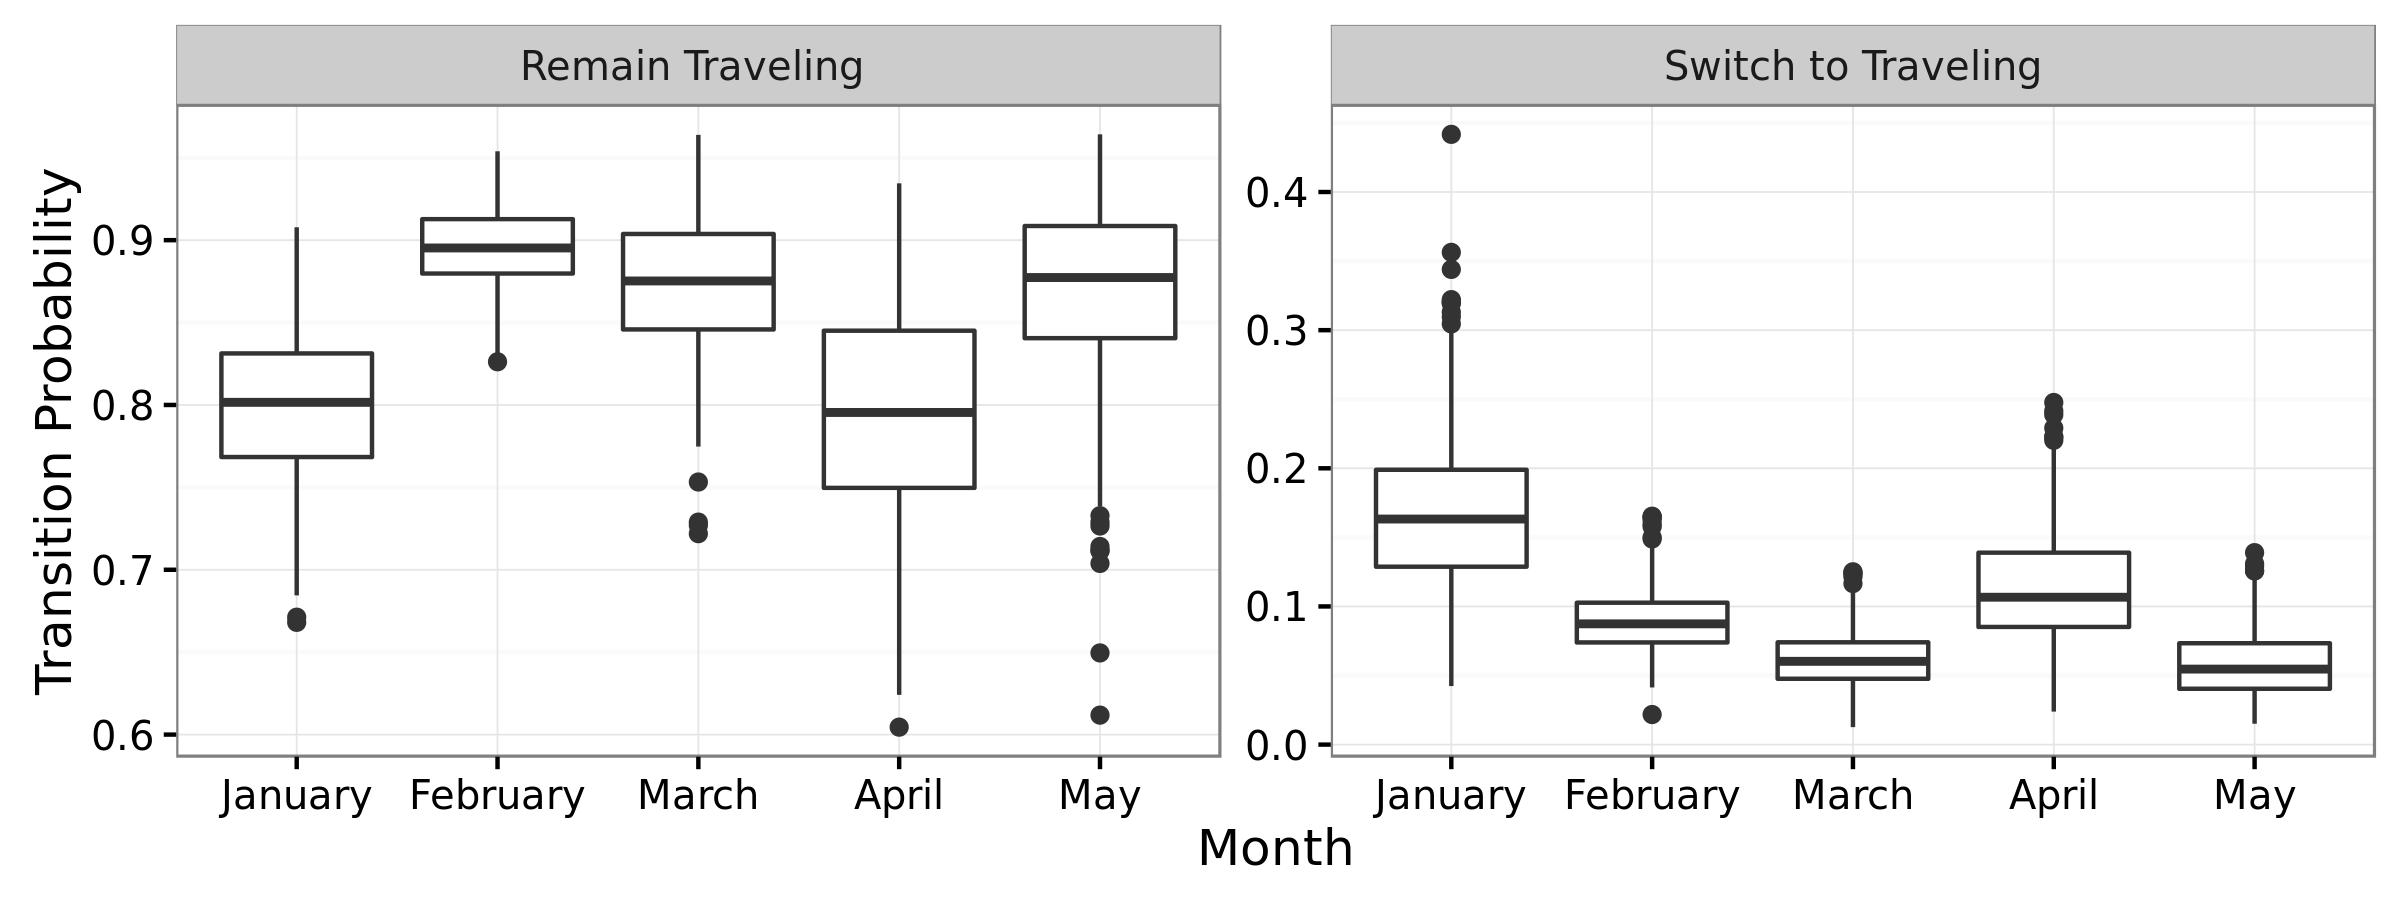 Remain Traveling
Switch to Traveling
Transition Probability
0.9
0.8
0.7
0.6
0.4
0.3
0.2
0.1
0.0
January February March April May
January February March April May
Month